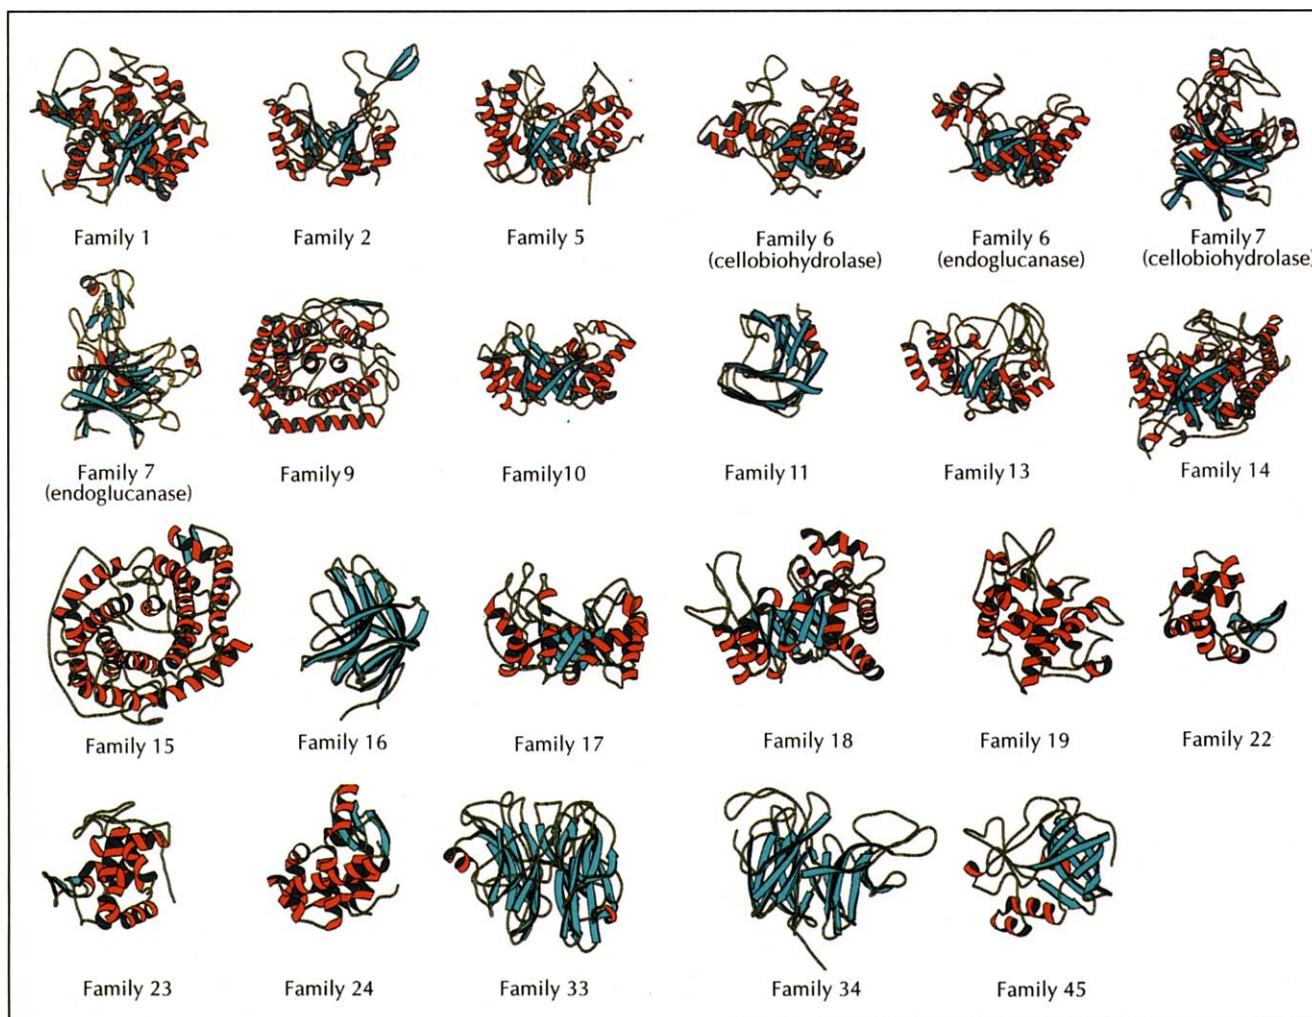 Family 1
Family 2
Family 5
Family 6
(cellobiohydrolase)
Family 6
(endoglucanase)
Family 7
(cellobiohydrolase)
Family 7
(endoglucanase)
Family 9
Family10
Family 11
Family 13
Family 14
Family 15
Family 16
Family 17
Family 18
Family 19
Family 22
Family 23
Family 24
Family 33
Family 34
Family 45